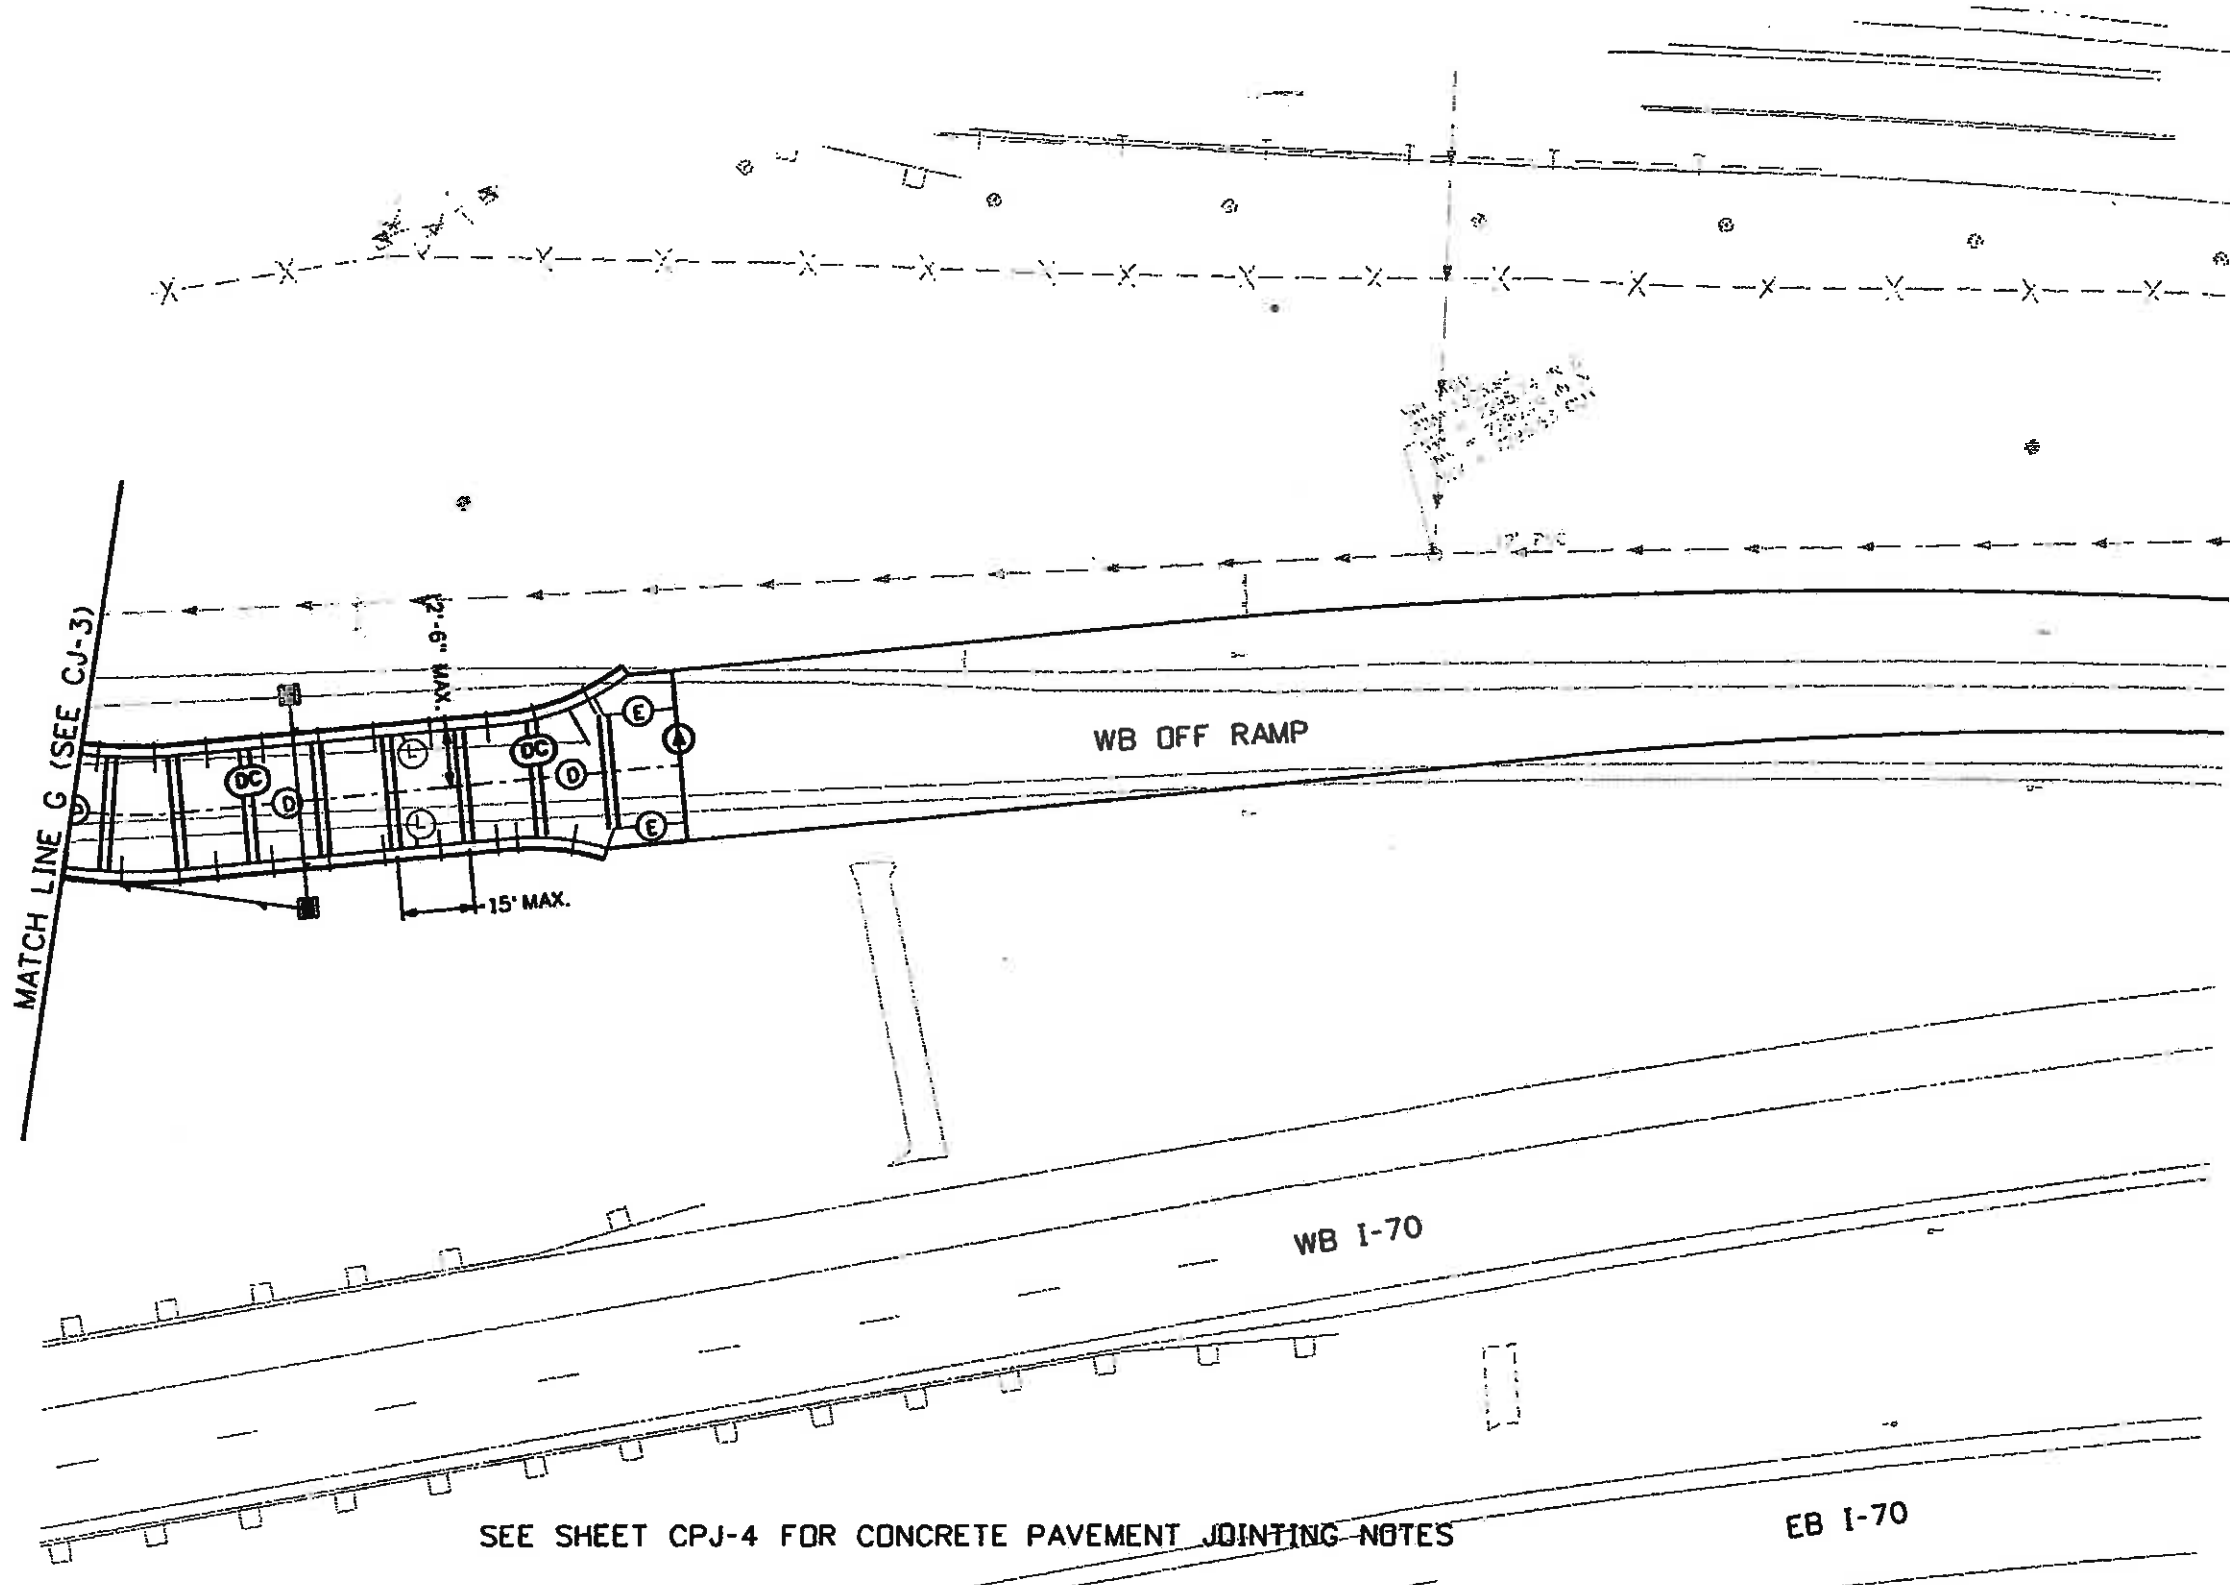 12" PVC
MATCH LINE G (SEE CJ-3)
12'-6" MAX.
E
A
WB OFF RAMP
L
DC
D
DC
D
D
L
E
15' MAX.
WB I-70
EB I-70
SEE SHEET CPJ-4 FOR CONCRETE PAVEMENT JOINTING NOTES